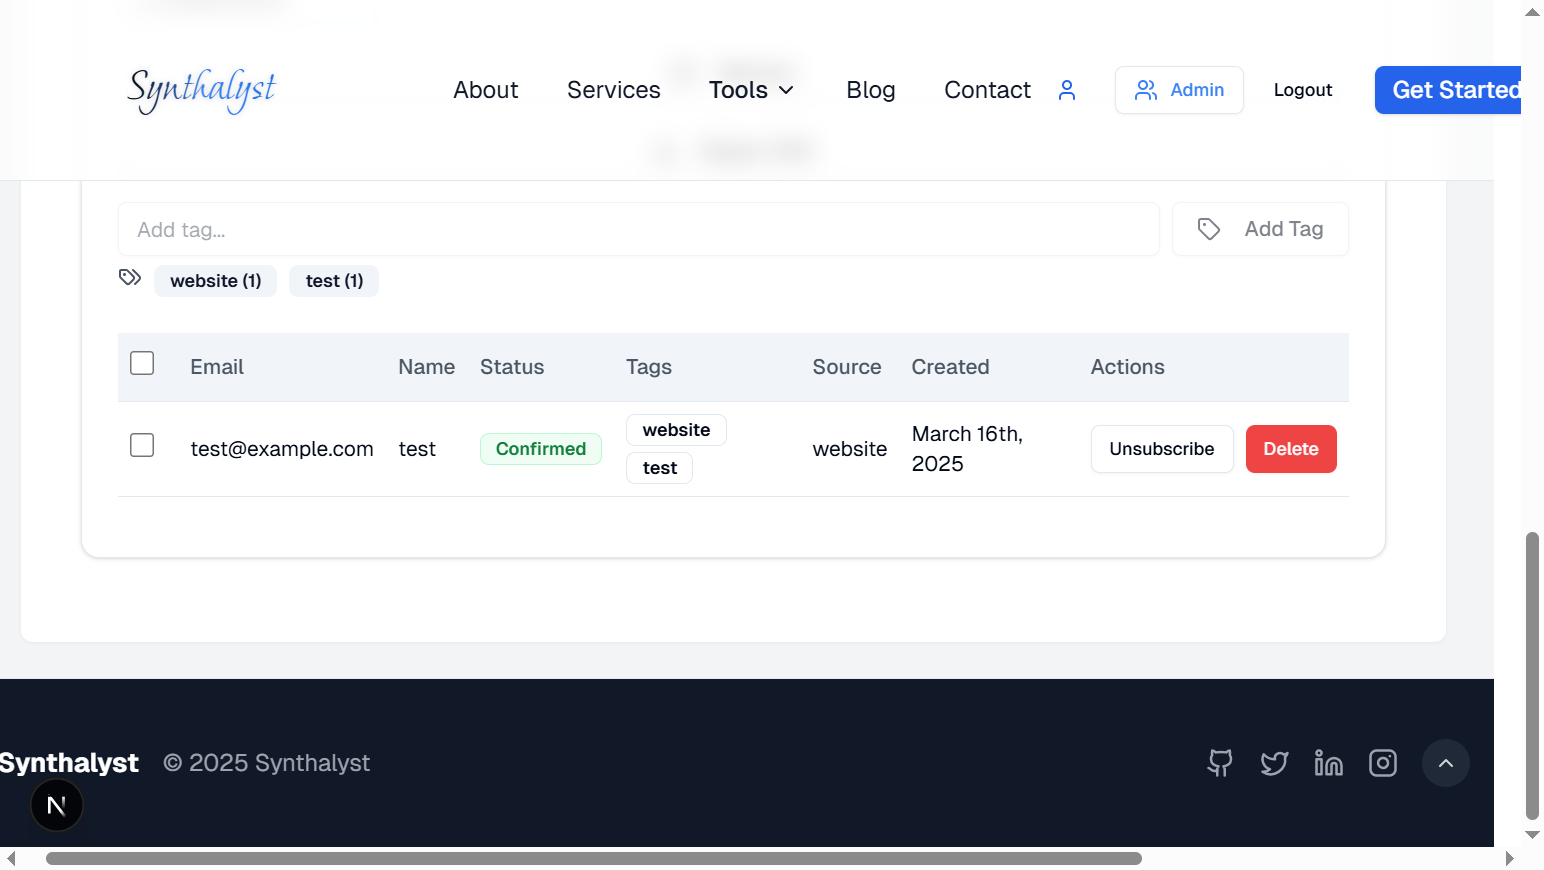 Synthalyst
About Services Tools Blog Contact Admin Logout Get Started
Add tag...
Add Tag
website (1) test (1)
Email Name Status Tags Source Created Actions
test@example.com test Confirmed website test website March 16th, 2025 Unsubscribe Delete
Synthalyst © 2025 Synthalyst
N